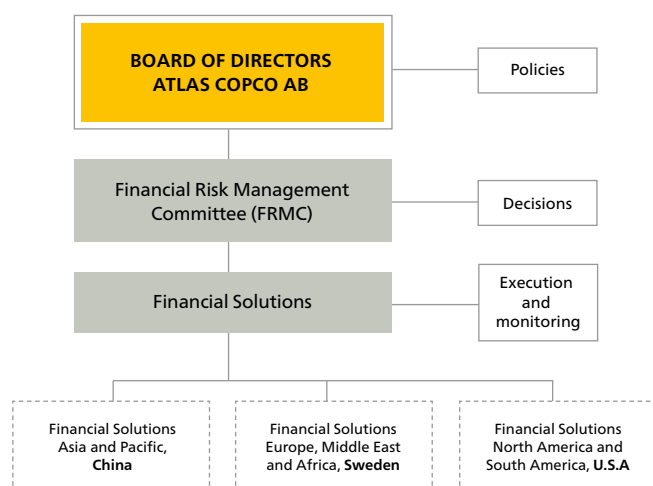 BOARD OF DIRECTORS
ATLAS COPCO AB
Policies
Financial Risk Management
Committee (FRMC)
Decisions
Financial Solutions
Execution
and
monitoring
Financial Solutions
Asia and Pacific,
China
Financial Solutions
Europe, Middle East
and Africa, Sweden
Financial Solutions
North America and
South America, U.S.A